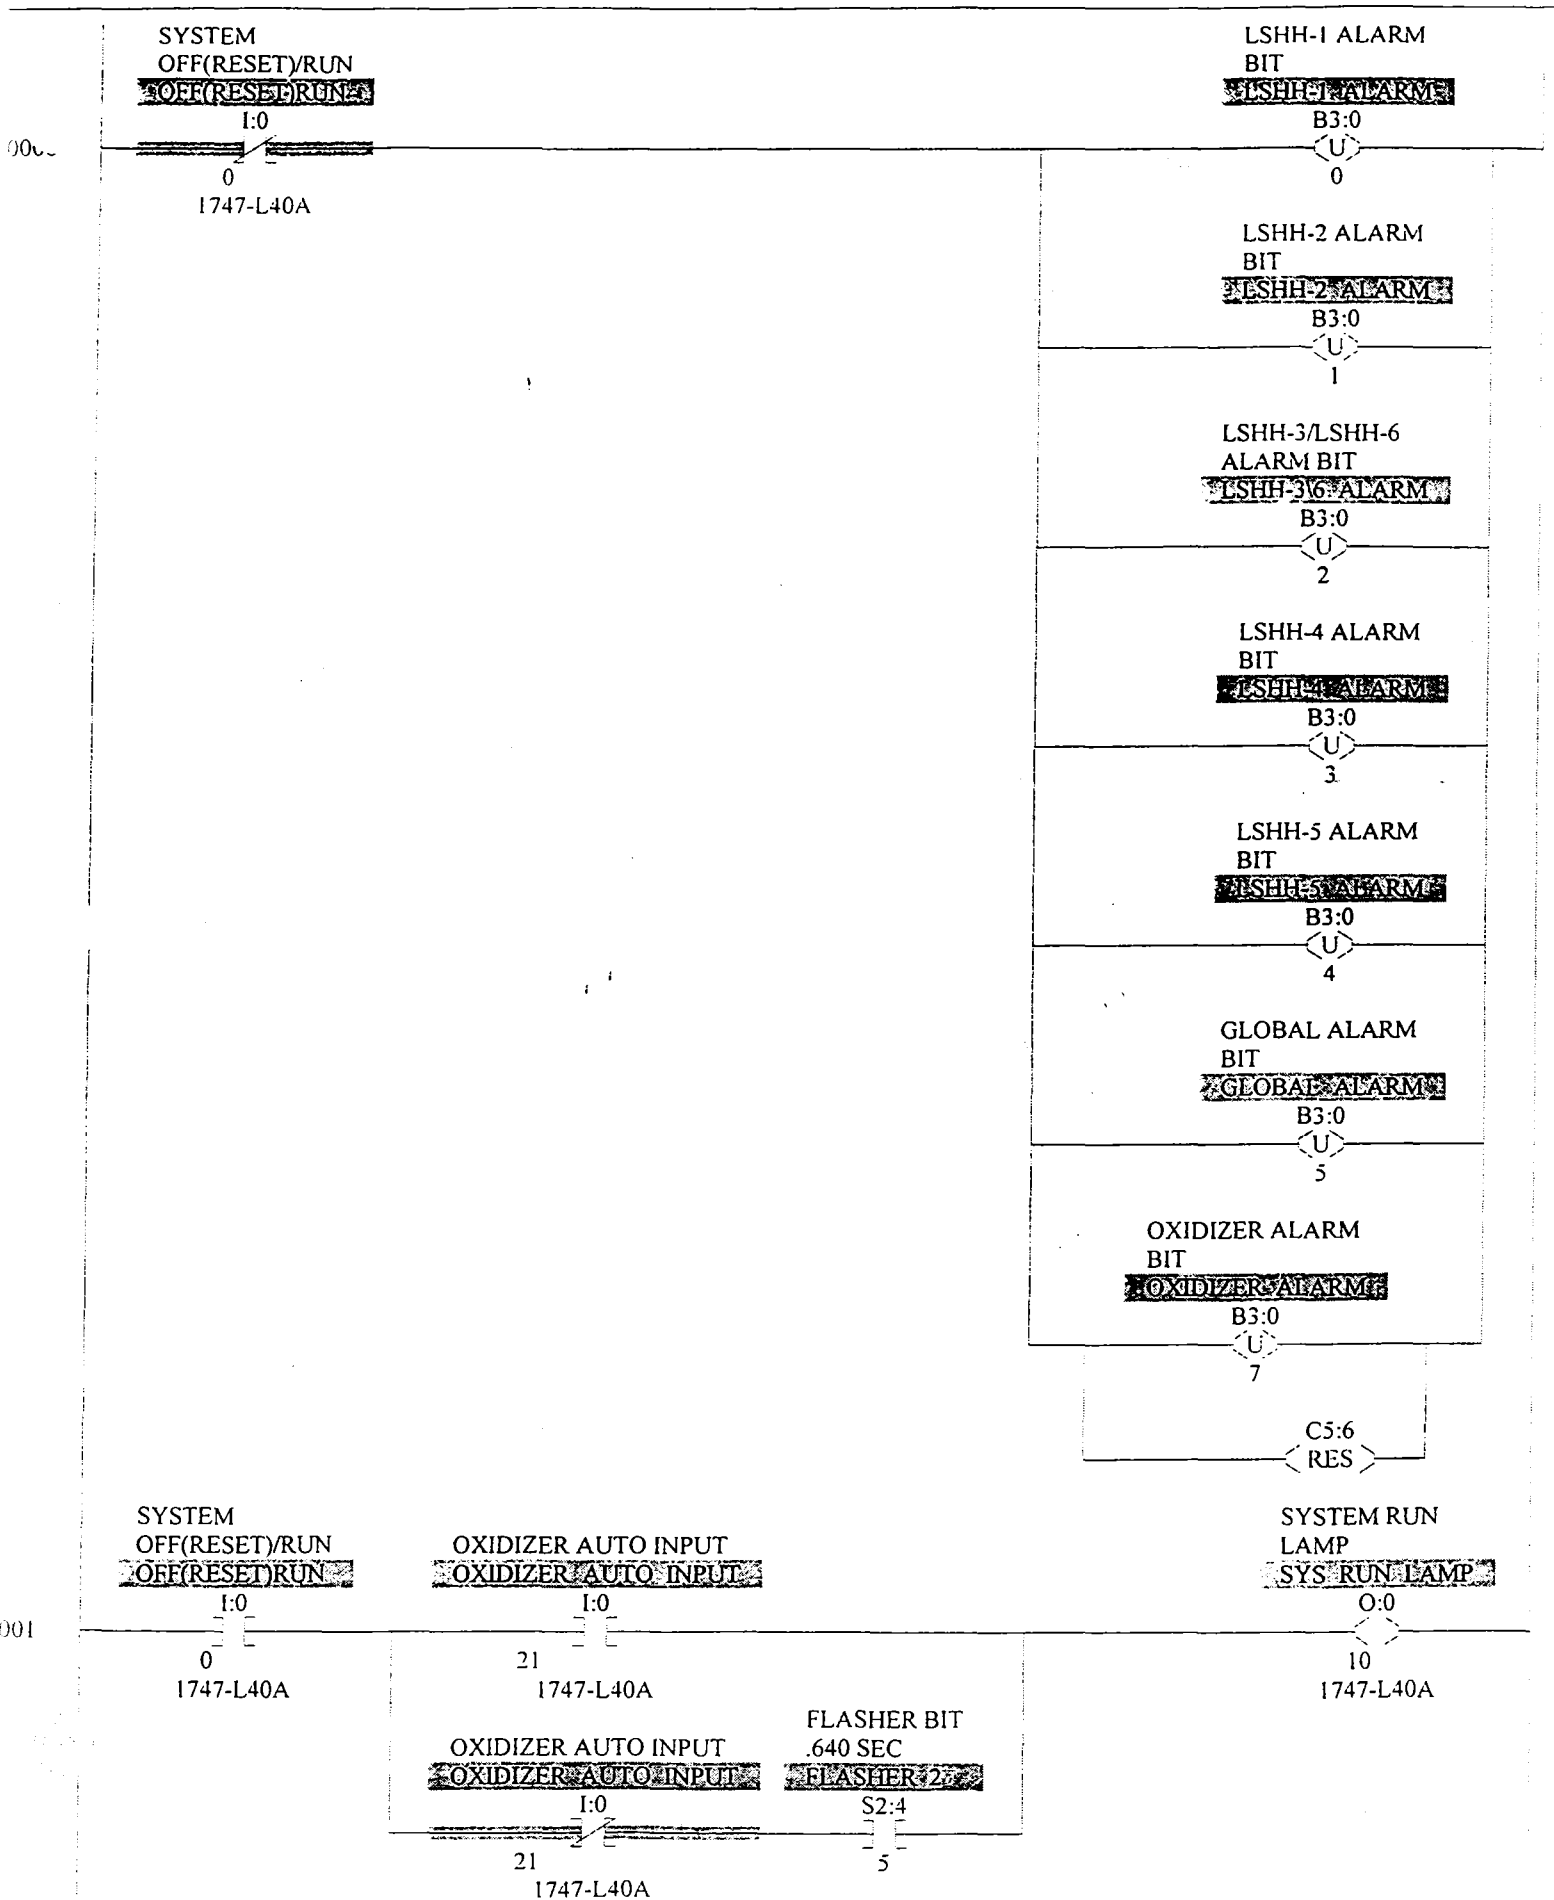 SYSTEM
OFF(RESET)/RUN
OFF(RESET)RUN
I:0
0
1747-L40A
LSHH-1 ALARM
BIT
LSHH-1 ALARM
B3:0
U
0
LSHH-2 ALARM
BIT
LSHH-2 ALARM
B3:0
U
1
LSHH-3/LSHH-6
ALARM BIT
LSHH-3\6 ALARM
B3:0
U
2
LSHH-4 ALARM
BIT
LSHH-4 ALARM
B3:0
U
3
LSHH-5 ALARM
BIT
LSHH-5 ALARM
B3:0
U
4
GLOBAL ALARM
BIT
GLOBAL ALARM
B3:0
U
5
OXIDIZER ALARM
BIT
OXIDIZER ALARM
B3:0
U
7
C5:6
RES
SYSTEM
OFF(RESET)/RUN
OFF(RESET)RUN
I:0
001
0
1747-L40A
OXIDIZER AUTO INPUT
OXIDIZER AUTO INPUT
I:0
21
1747-L40A
SYSTEM RUN
LAMP
SYS RUN LAMP
O:0
10
1747-L40A
OXIDIZER AUTO INPUT
OXIDIZER AUTO INPUT
I:0
21
1747-L40A
FLASHER BIT
.640 SEC
FLASHER 2
S2:4
5